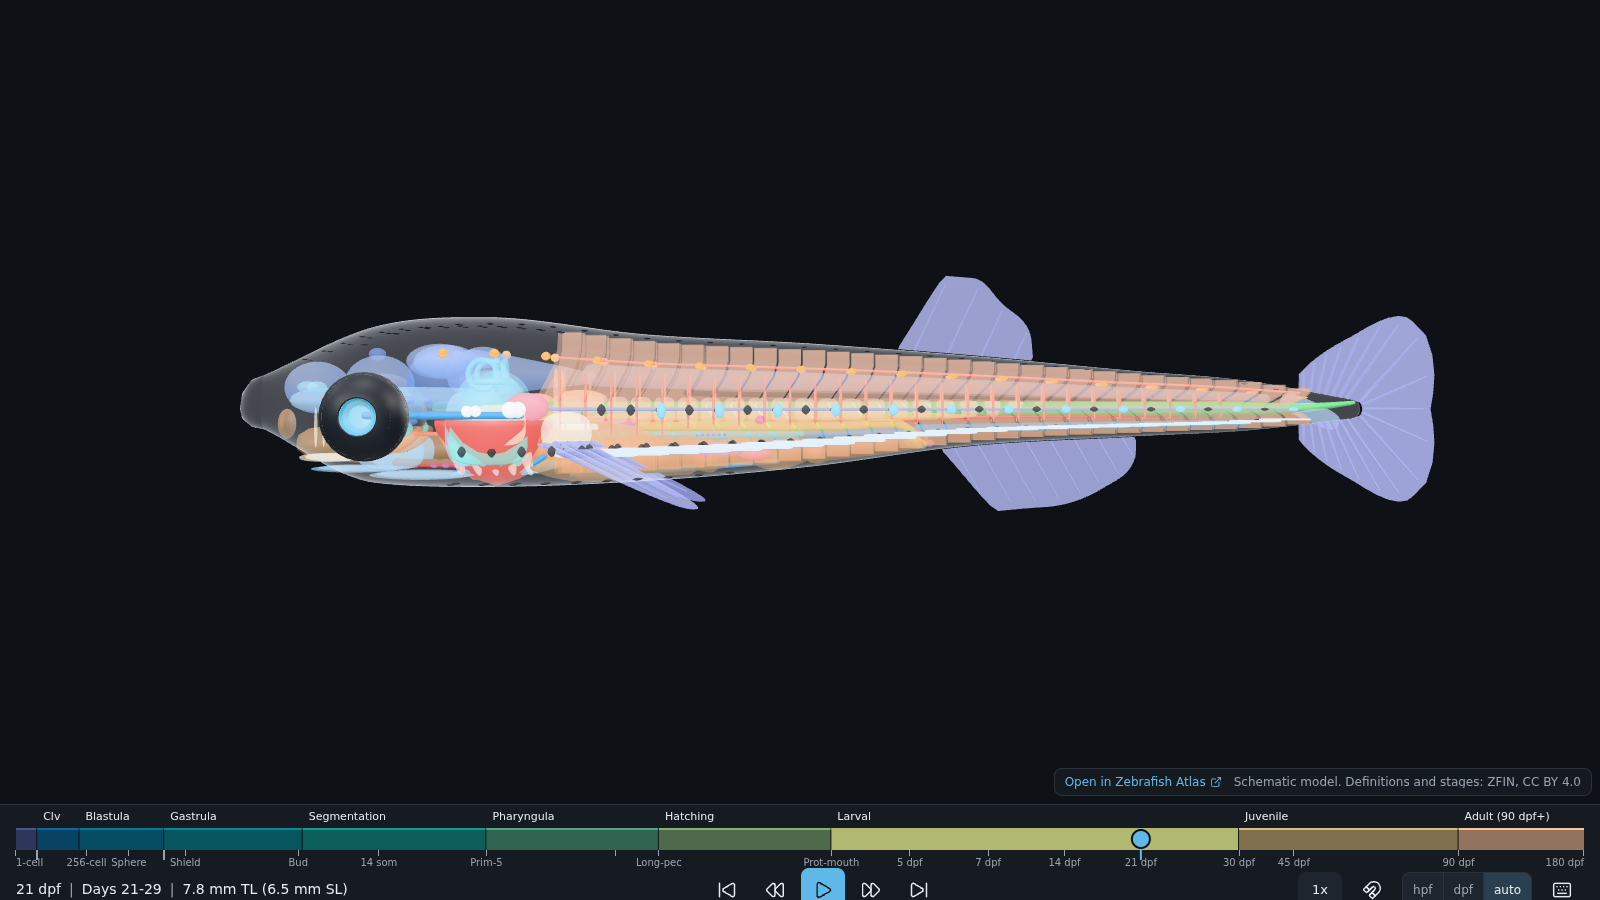 Open in Zebrafish Atlas Schematic model. Definitions and stages: ZFIN, CC BY 4.0
Clv Blastula Gastrula Segmentation Pharyngula Hatching Larval Juvenile Adult (90 dpf+)
1-cell 256-cell Sphere Shield Bud 14 som Prim-5 Long-pec Prot-mouth 5 dpf 7 dpf 14 dpf 21 dpf 30 dpf 45 dpf 90 dpf 180 dpf
21 dpf | Days 21-29 | 7.8 mm TL (6.5 mm SL) 1x hpf dpf auto